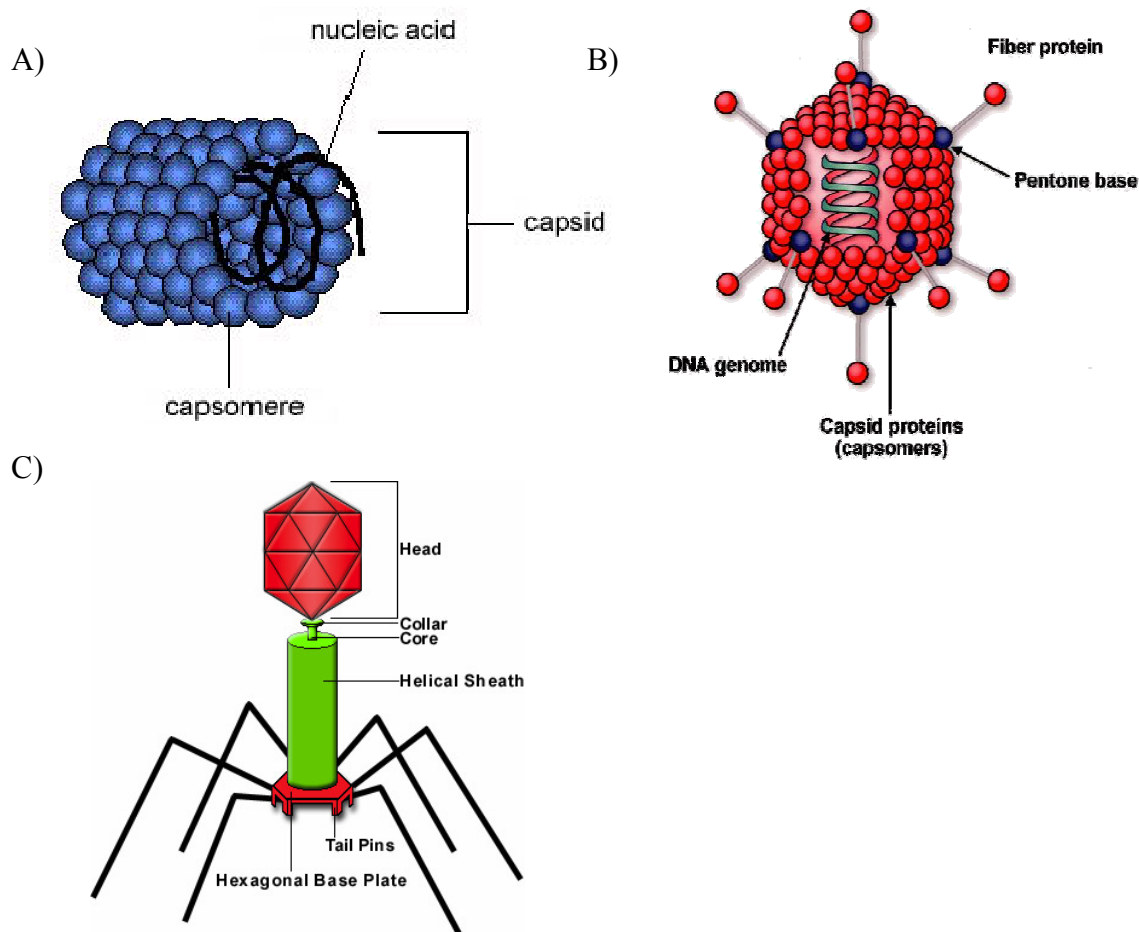 A)
nucleic acid
capsid
capsomere
B)
Fiber protein
Pentone base
DNA genome
Capsid proteins
(capsomers)
C)
Head
Collar
Core
Helical Sheath
Tail Pins
Hexagonal Base Plate